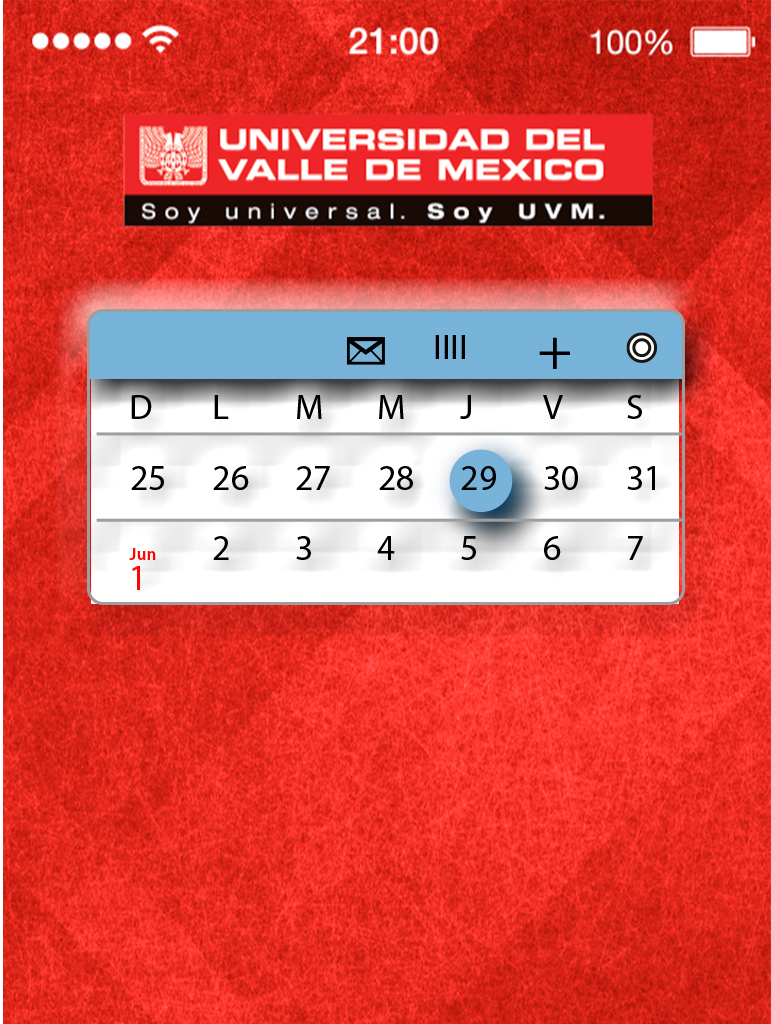 21:00 100%
UNIVERSIDAD DEL
VALLE DE MEXICO
Soy universal. Soy UVM.
D L M M J V S
25 26 27 28 29 30 31
Jun
1 2 3 4 5 6 7